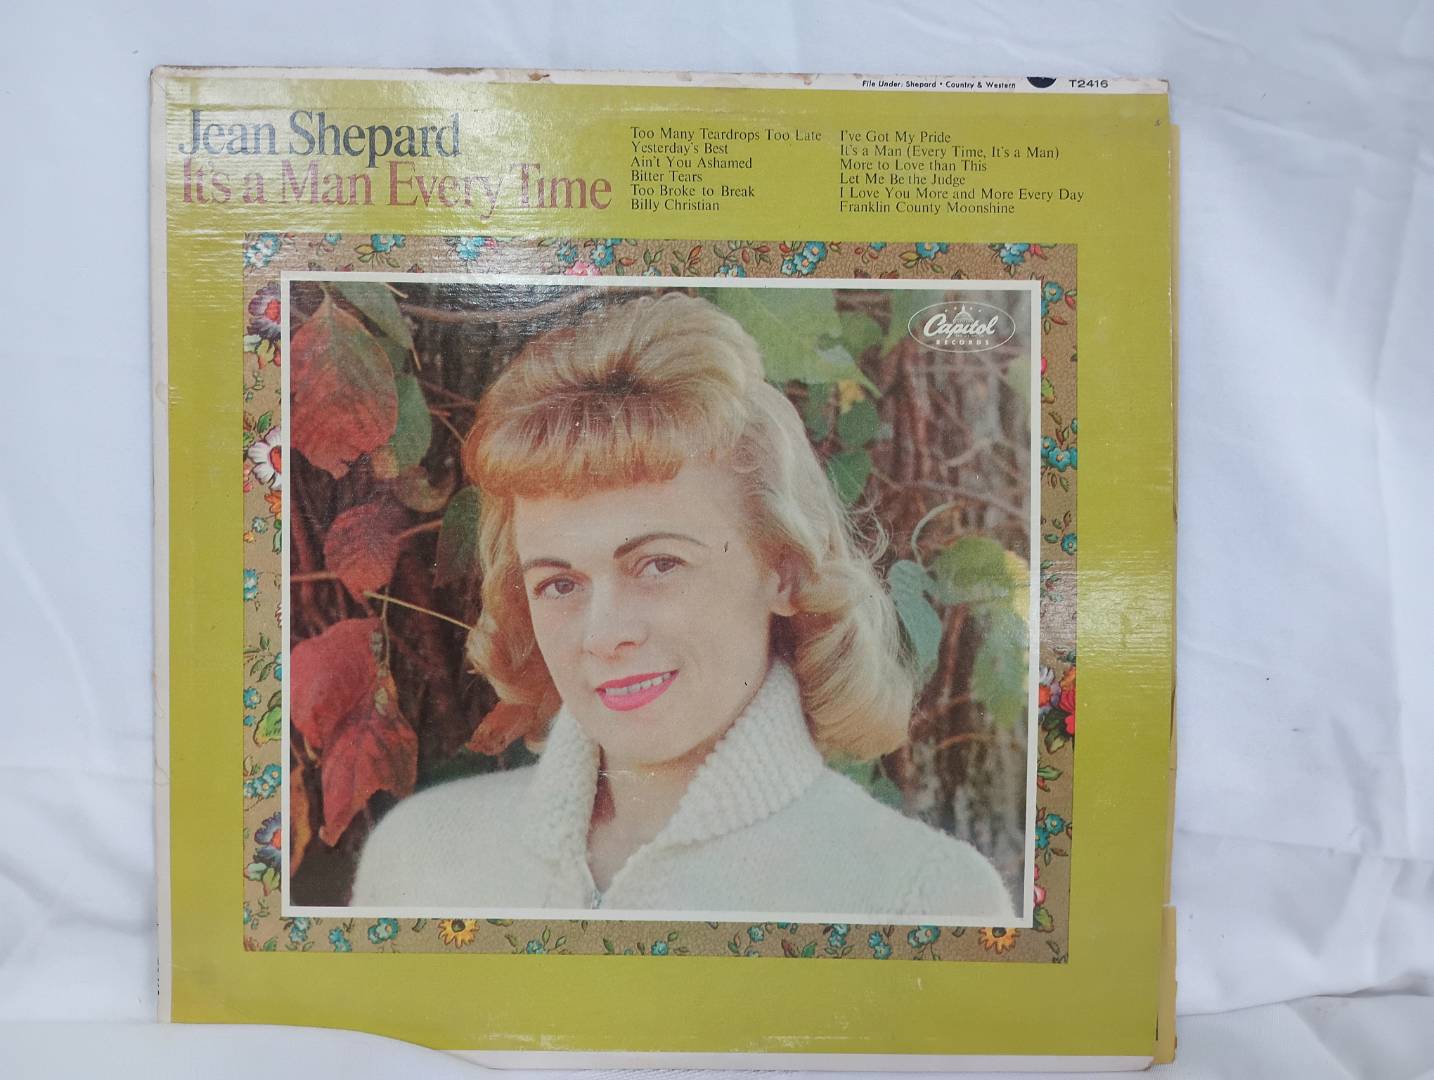 File Under: Shepard • Country & Western
T2416
Jean Shepard
It's a Man Every Time
Too Many Teardrops Too Late
Yesterday's Best
Ain't You Ashamed
Bitter Tears
Too Broke to Break
Billy Christian
I've Got My Pride
It's a Man (Every Time, It's a Man)
More to Love than This
Let Me Be the Judge
I Love You More and More Every Day
Franklin County Moonshine
Capitol
RECORDS